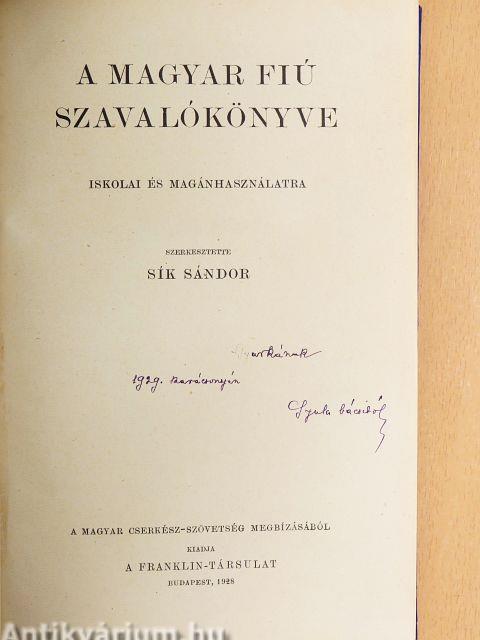 A MAGYAR FIÚ
SZAVALÓKÖNYVE
ISKOLAI ÉS MAGÁNHASZNÁLATRA
SZERKESZTETTE
SÍK SÁNDOR
1929. karácsonyán
Gyula bácsitól
A MAGYAR CSERKÉSZ-SZÖVETSÉG MEGBÍZÁSÁBÓL
KIADJA
A FRANKLIN-TÁRSULAT
BUDAPEST, 1928
Antikvárium.hu